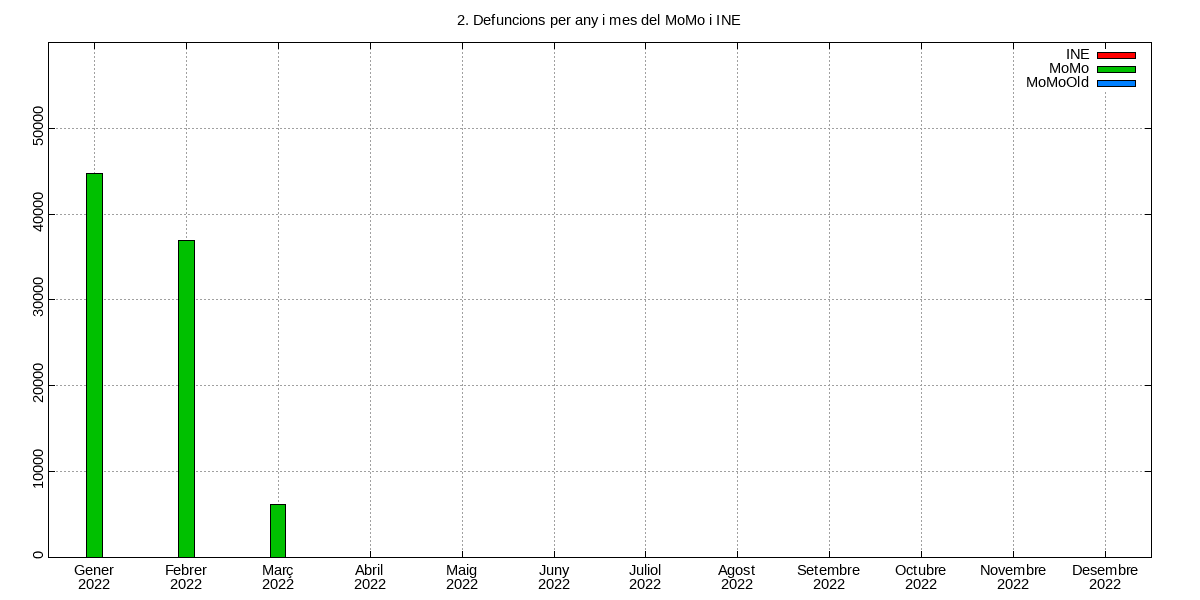 2. Defuncions per any i mes del MoMo i INE
INE
MoMo
MoMoOld
50000
40000
30000
20000
10000
0
Gener Febrer Març Abril Maig Juny Juliol Agost Setembre Octubre Novembre Desembre
2022 2022 2022 2022 2022 2022 2022 2022 2022 2022 2022 2022